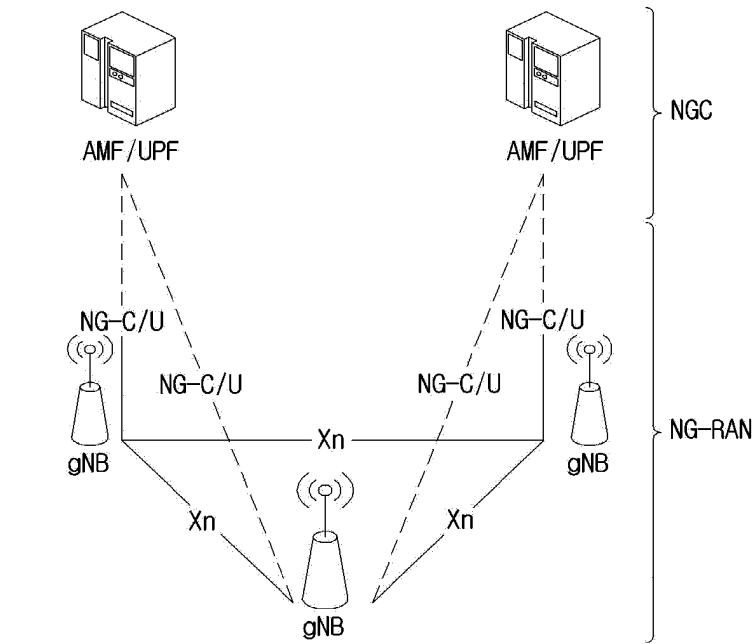 NGC
AMF/UPF
AMF/UPF
NG-C/U
NG-C/U
NG-C/U
NG-C/U
Xn
NG-RAN
gNB
gNB
Xn
Xn
gNB